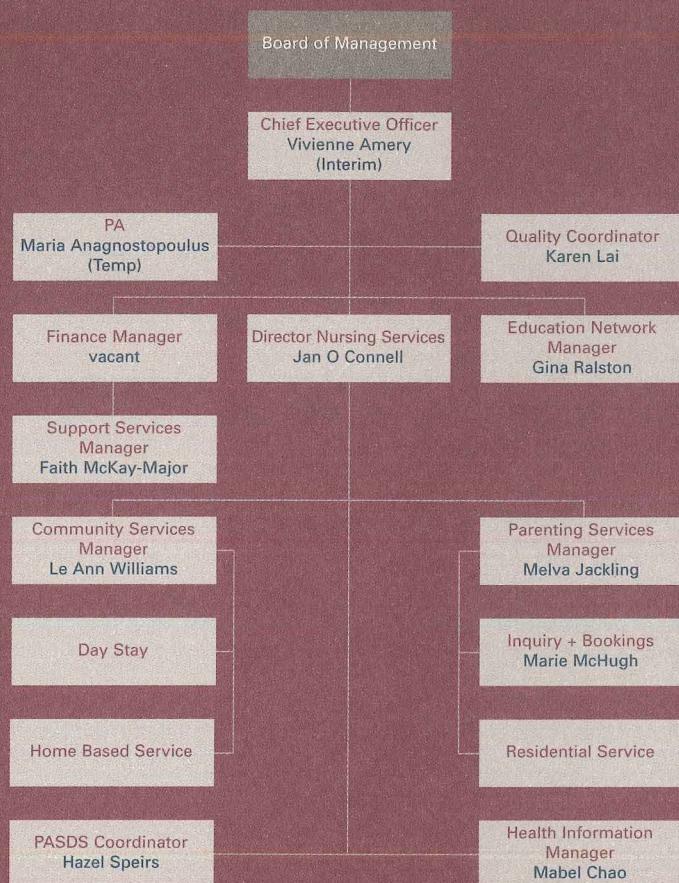 Board of Management
Chief Executive Officer
Vivienne Amery
(Interim)
PA
Maria Anagnostopoulus
(Temp)
Quality Coordinator
Karen Lai
Finance Manager
vacant
Director Nursing Services
Jan O Connell
Education Network
Manager
Gina Ralston
Support Services
Manager
Faith McKay-Major
Community Services
Manager
Le Ann Williams
Parenting Services
Manager
Melva Jackling
Day Stay
Inquiry + Bookings
Marie McHugh
Home Based Service
Residential Service
PASDS Coordinator
Hazel Speirs
Health Information
Manager
Mabel Chao